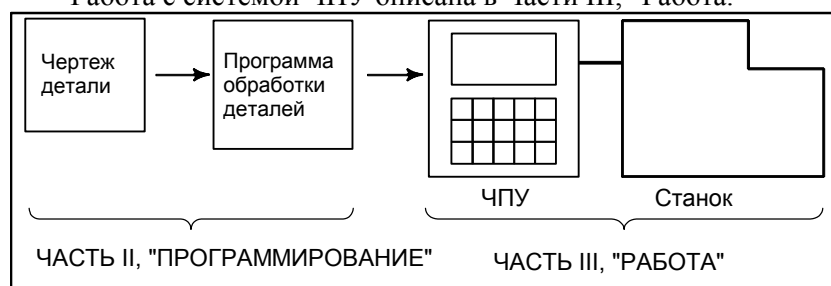 Работа с системой ЧПУ описана в Части III, "Работа.
Чертеж
детали
Программа
обработки
деталей
ЧПУ
Станок
ЧАСТЬ II, "ПРОГРАММИРОВАНИЕ"
ЧАСТЬ III, "РАБОТА"